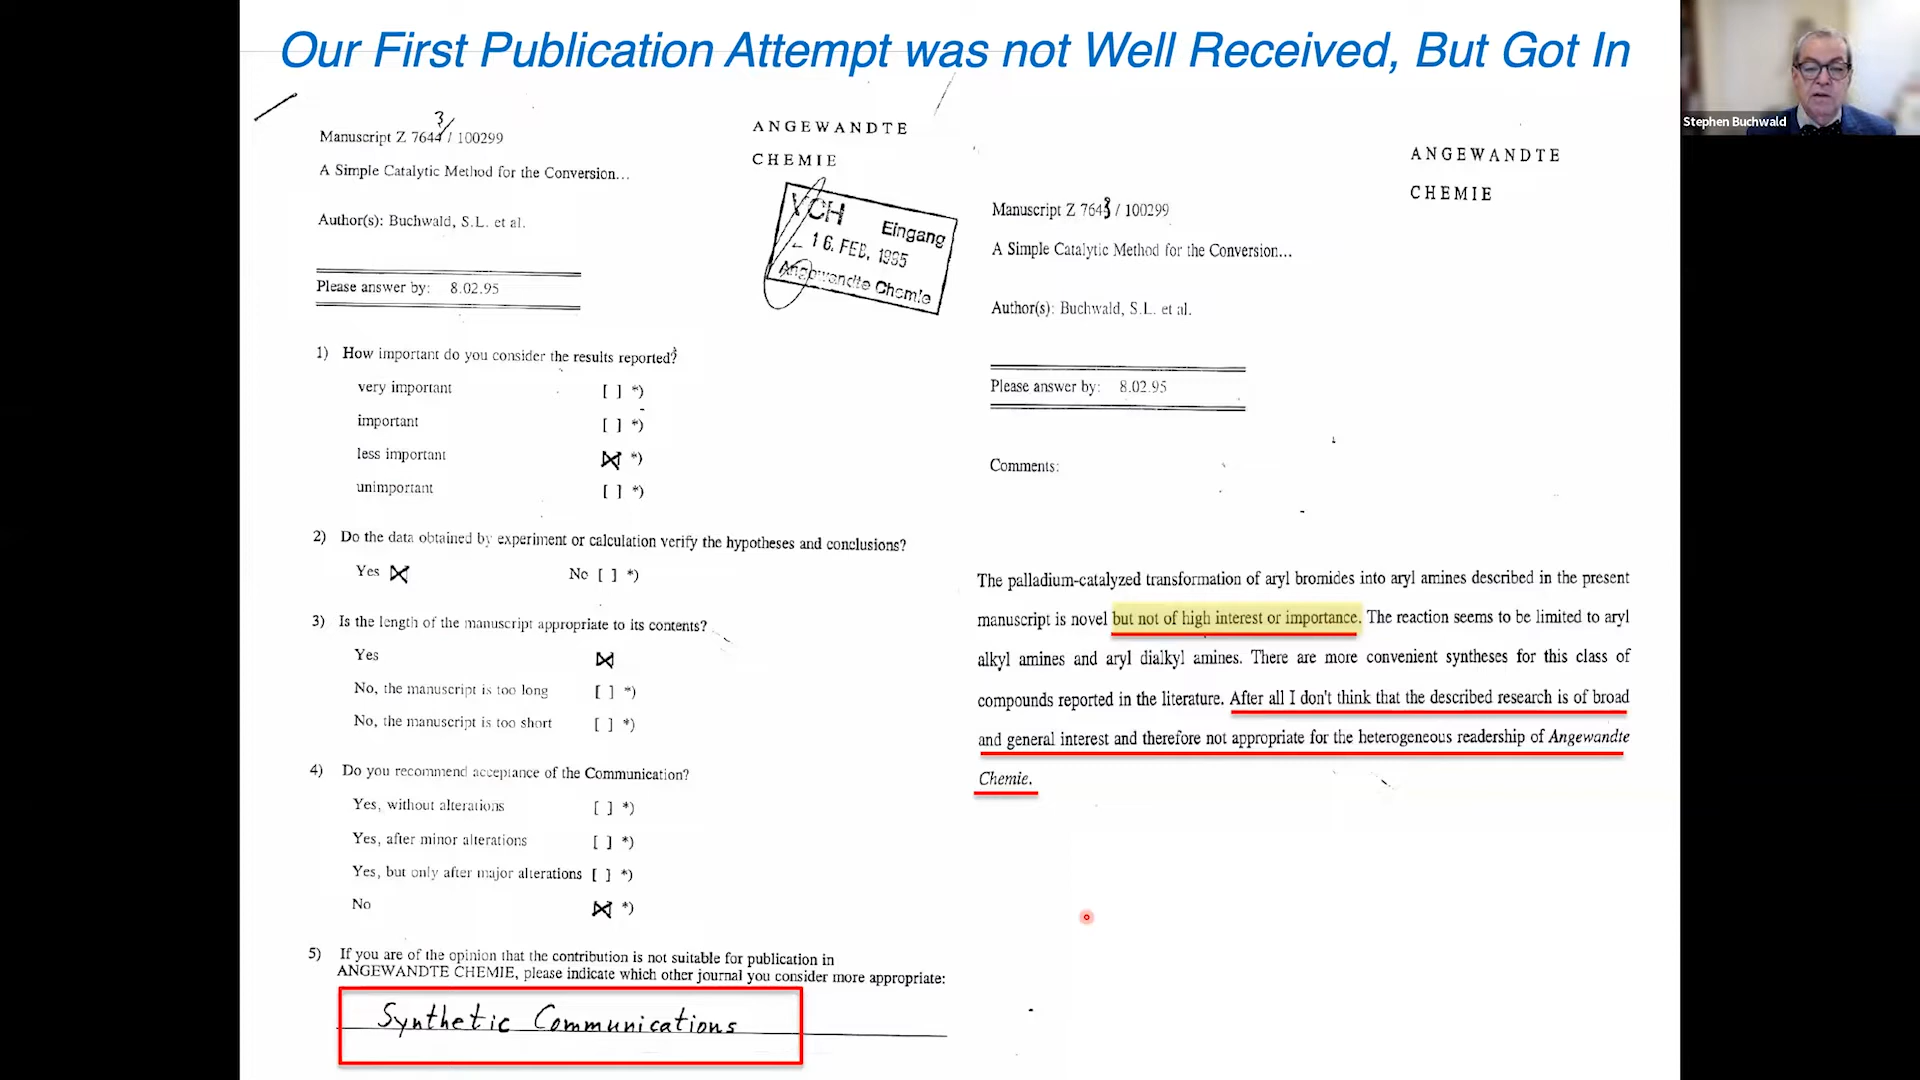 Our First Publication Attempt was not Well Received, But Got In
Stephen Buchwald
3
Manuscript Z 7644 / 100299
A Simple Catalytic Method for the Conversion...
Author(s): Buchwald, S.L. et al.
Please answer by: 8.02.95
ANGEWANDTE
CHEMIE
VCH Eingang
16. FEB. 1995
Angewandte Chemie
1) How important do you consider the results reported?
very important [ ] *)
important [ ] *)
less important [X] *)
unimportant [ ] *)
2) Do the data obtained by experiment or calculation verify the hypotheses and conclusions?
Yes [X] No [ ] *)
3) Is the length of the manuscript appropriate to its contents?
Yes [X]
No, the manuscript is too long [ ] *)
No, the manuscript is too short [ ] *)
4) Do you recommend acceptance of the Communication?
Yes, without alterations [ ] *)
Yes, after minor alterations [ ] *)
Yes, but only after major alterations [ ] *)
No [X] *)
5) If you are of the opinion that the contribution is not suitable for publication in
ANGEWANDTE CHEMIE, please indicate which other journal you consider more appropriate:
Synthetic Communications
ANGEWANDTE
CHEMIE
Manuscript Z 7643 / 100299
A Simple Catalytic Method for the Conversion...
Author(s): Buchwald, S.L. et al.
Please answer by: 8.02.95
Comments:
The palladium-catalyzed transformation of aryl bromides into aryl amines described in the present
manuscript is novel but not of high interest or importance. The reaction seems to be limited to aryl
alkyl amines and aryl dialkyl amines. There are more convenient syntheses for this class of
compounds reported in the literature. After all I don't think that the described research is of broad
and general interest and therefore not appropriate for the heterogeneous readership of Angewandte
Chemie.